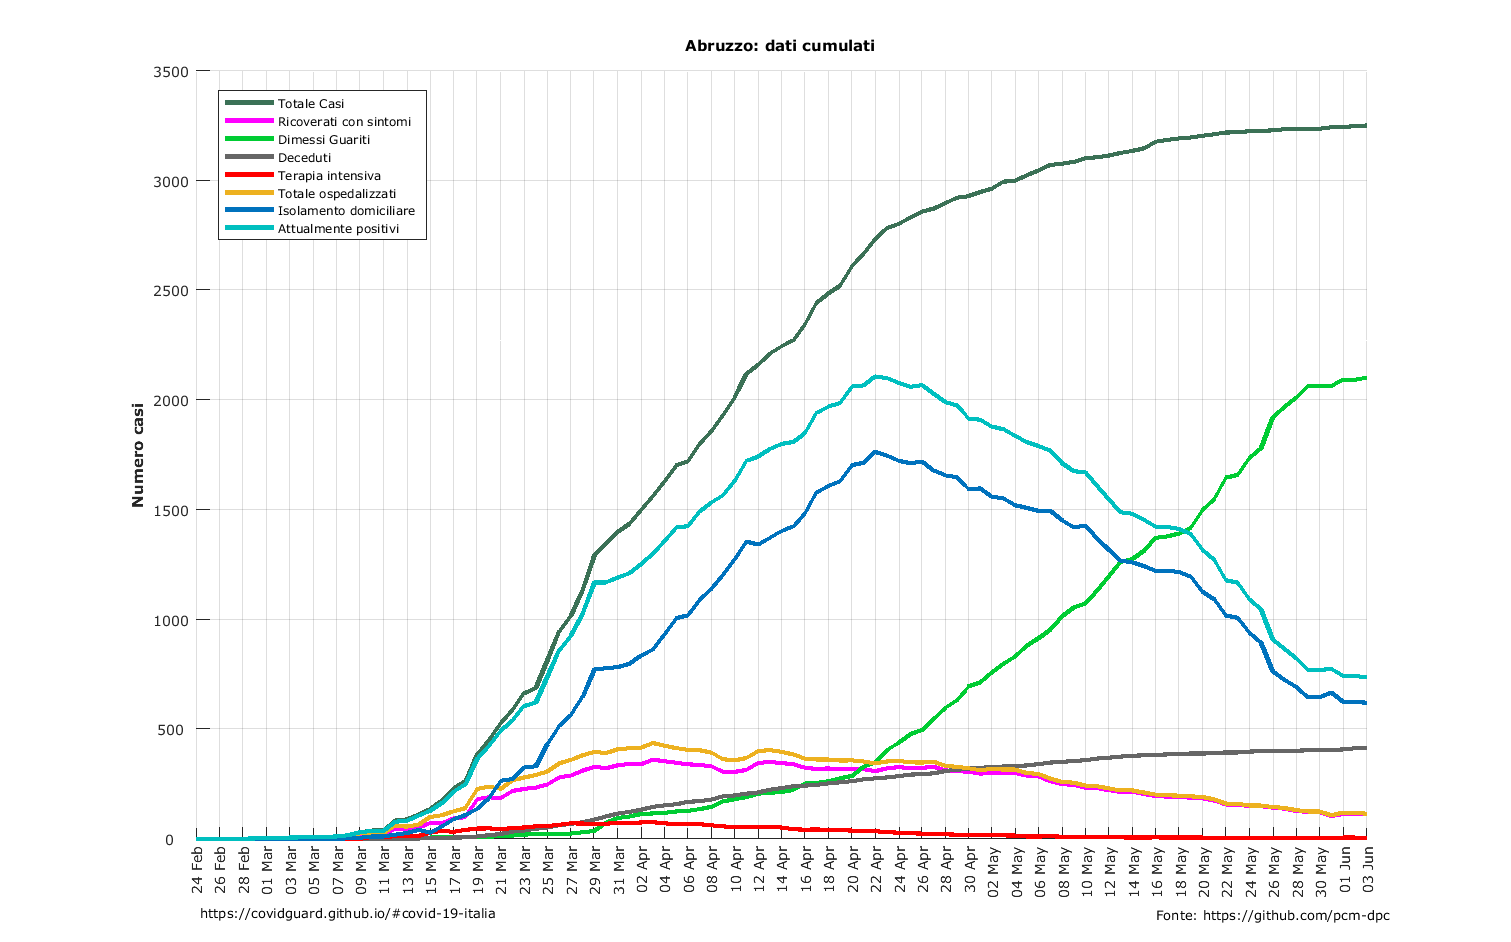 Abruzzo: dati cumulati
Numero casi
3500
3000
2500
2000
1500
1000
500
0
Totale Casi
Ricoverati con sintomi
Dimessi Guariti
Deceduti
Terapia intensiva
Totale ospedalizzati
Isolamento domiciliare
Attualmente positivi
24 Feb
26 Feb
28 Feb
01 Mar
03 Mar
05 Mar
07 Mar
09 Mar
11 Mar
13 Mar
15 Mar
17 Mar
19 Mar
21 Mar
23 Mar
25 Mar
27 Mar
29 Mar
31 Mar
02 Apr
04 Apr
06 Apr
08 Apr
10 Apr
12 Apr
14 Apr
16 Apr
18 Apr
20 Apr
22 Apr
24 Apr
26 Apr
28 Apr
30 Apr
02 May
04 May
06 May
08 May
10 May
12 May
14 May
16 May
18 May
20 May
22 May
24 May
26 May
28 May
30 May
01 Jun
03 Jun
https://covidguard.github.io/#covid-19-italia
Fonte: https://github.com/pcm-dpc